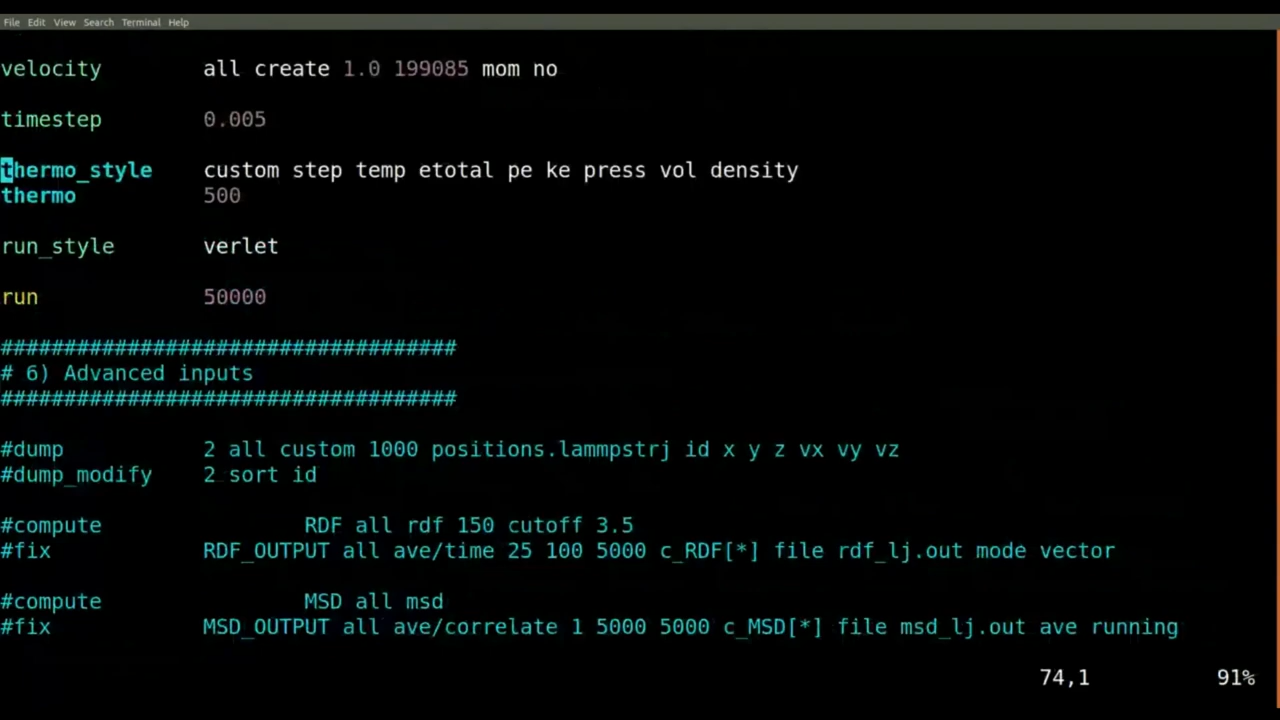 File Edit View Search Terminal Help
velocity all create 1.0 199085 mom no
timestep 0.005
thermo_style custom step temp etotal pe ke press vol density
thermo 500
run_style verlet
run 50000
####################################
# 6) Advanced inputs
####################################
#dump 2 all custom 1000 positions.lammpstrj id x y z vx vy vz
#dump_modify 2 sort id
#compute RDF all rdf 150 cutoff 3.5
#fix RDF_OUTPUT all ave/time 25 100 5000 c_RDF[*] file rdf_lj.out mode vector
#compute MSD all msd
#fix MSD_OUTPUT all ave/correlate 1 5000 5000 c_MSD[*] file msd_lj.out ave running
74,1 91%